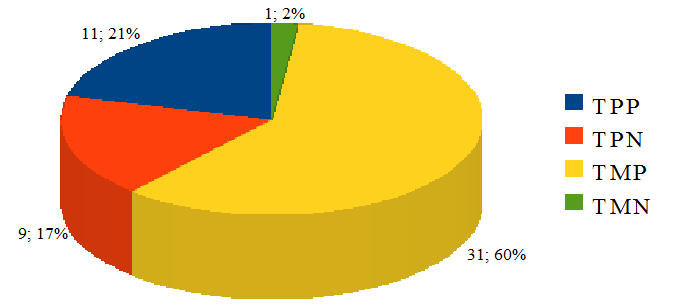 1; 2%
11; 21%
9; 17%
31; 60%
TPP
TPN
TMP
TMN